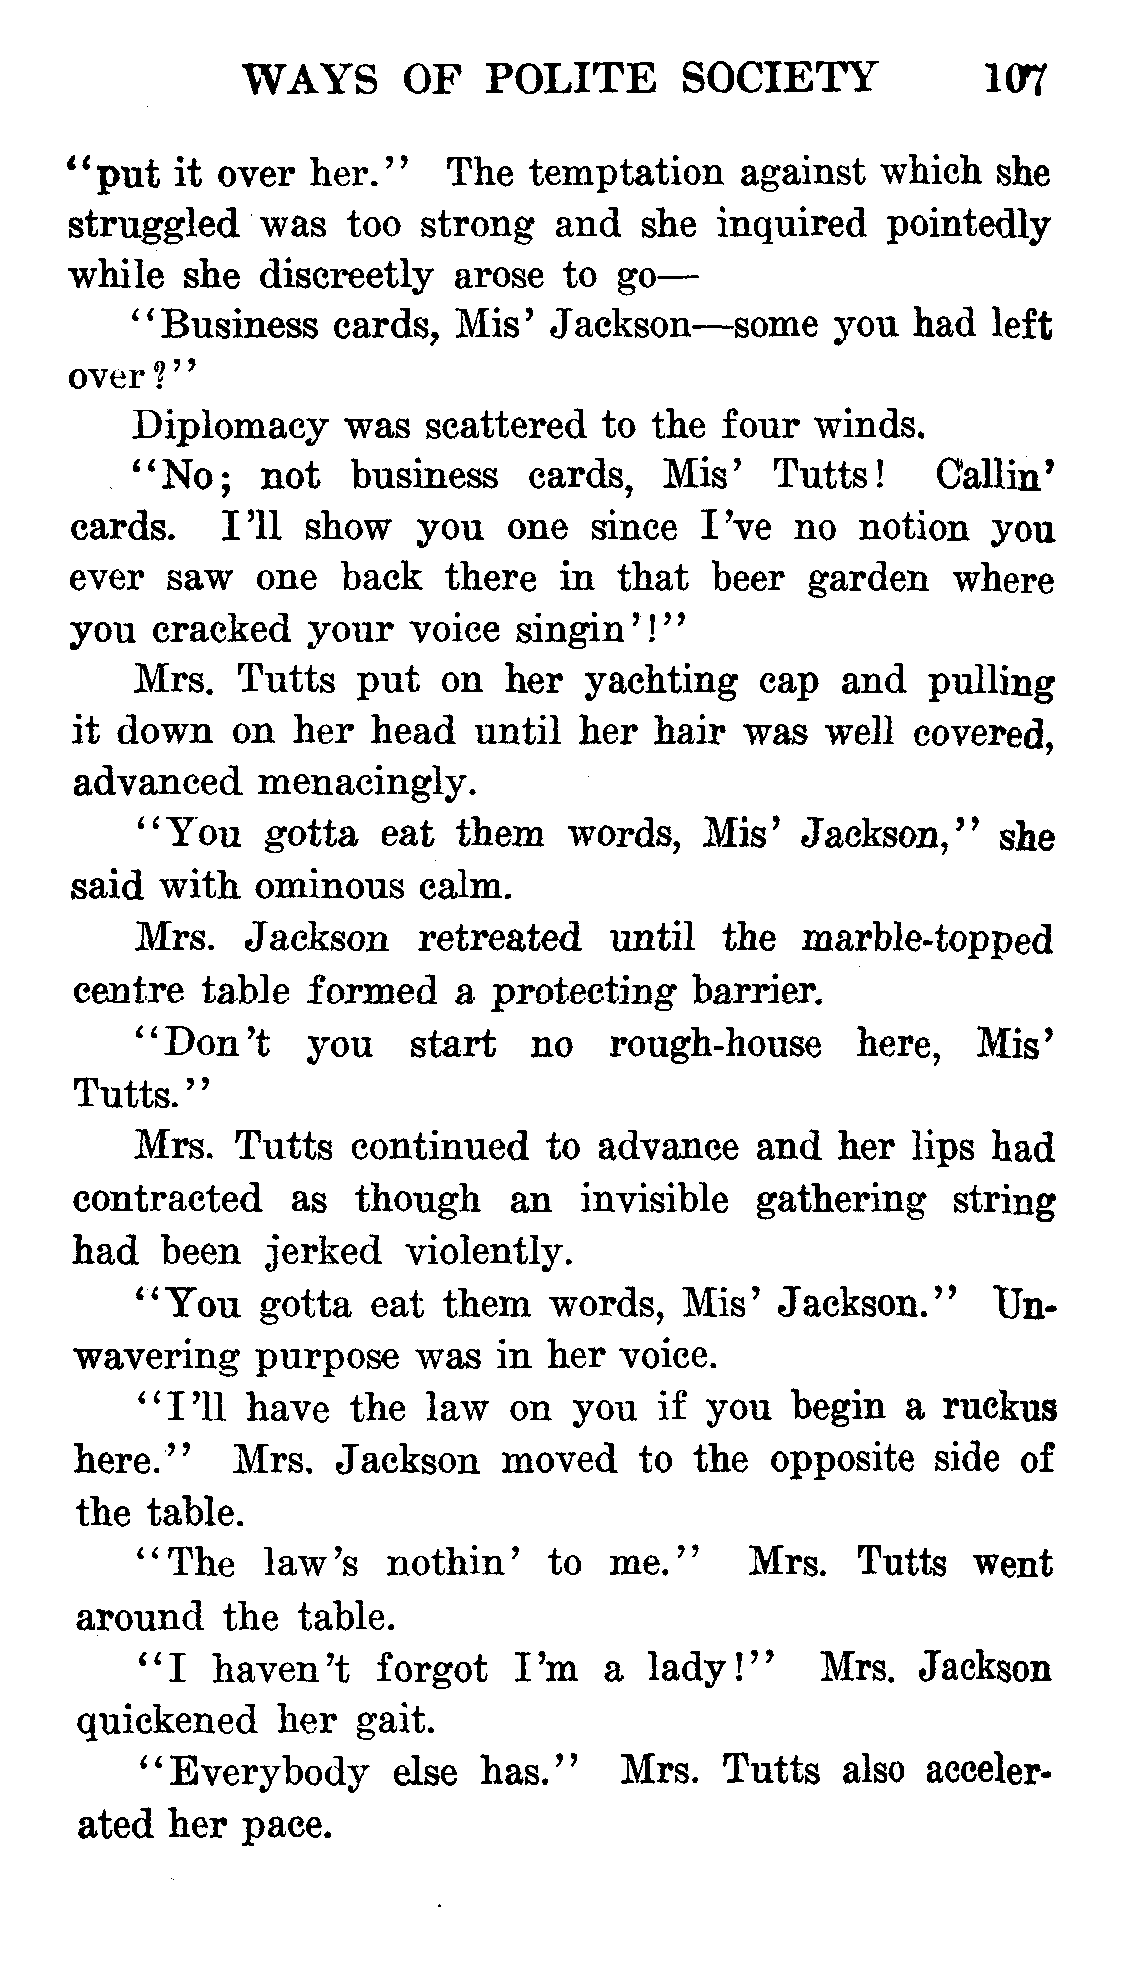 WAYS OF POLITE SOCIETY 107
"put it over her." The temptation against which she
struggled was too strong and she inquired pointedly
while she discreetly arose to go—
"Business cards, Mis' Jackson—some you had left
over?"
Diplomacy was scattered to the four winds.
"No; not business cards, Mis' Tutts! Callin'
cards. I'll show you one since I've no notion you
ever saw one back there in that beer garden where
you cracked your voice singin'!"
Mrs. Tutts put on her yachting cap and pulling
it down on her head until her hair was well covered,
advanced menacingly.
"You gotta eat them words, Mis' Jackson," she
said with ominous calm.
Mrs. Jackson retreated until the marble-topped
centre table formed a protecting barrier.
"Don't you start no rough-house here, Mis'
Tutts."
Mrs. Tutts continued to advance and her lips had
contracted as though an invisible gathering string
had been jerked violently.
"You gotta eat them words, Mis' Jackson." Un-
wavering purpose was in her voice.
"I'll have the law on you if you begin a ruckus
here." Mrs. Jackson moved to the opposite side of
the table.
"The law's nothin' to me." Mrs. Tutts went
around the table.
"I haven't forgot I'm a lady!" Mrs. Jackson
quickened her gait.
"Everybody else has." Mrs. Tutts also acceler-
ated her pace.